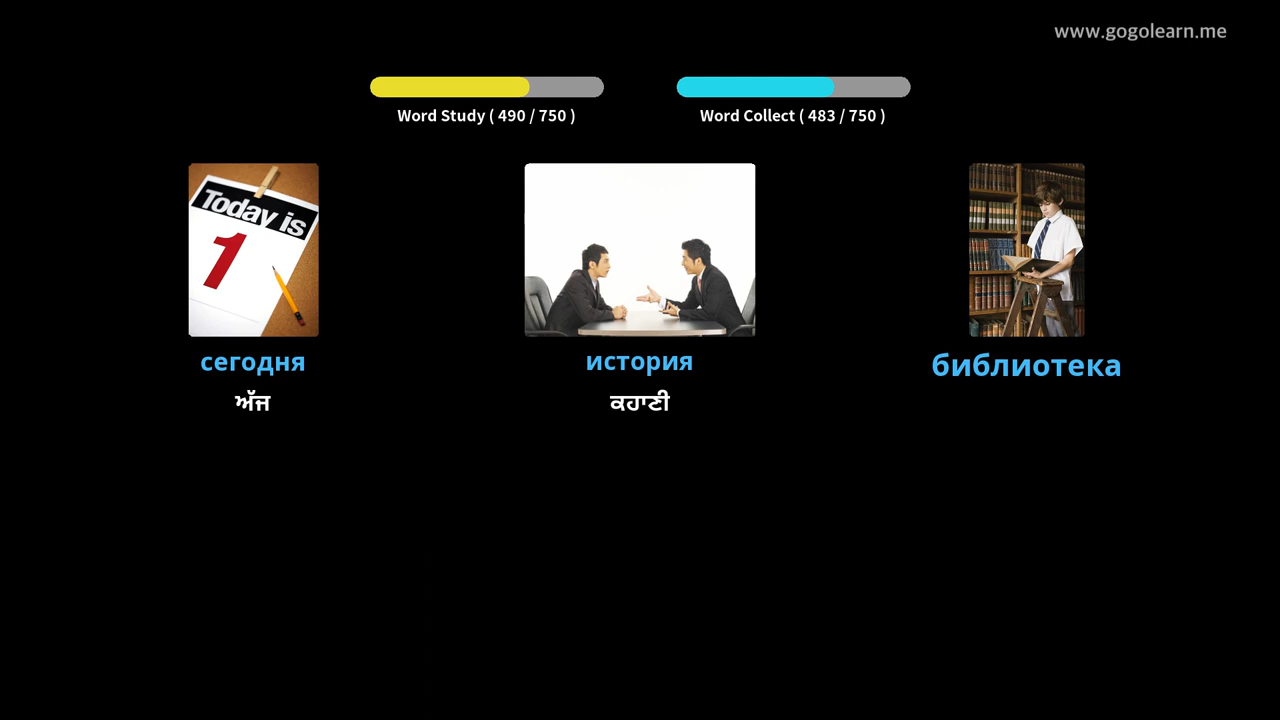 www.gogolearn.me
Word Study ( 490 / 750 )
Word Collect ( 483 / 750 )
Today is
1
сегодня
история
библиотека
ਅੱਜ
ਕਹਾਣੀ